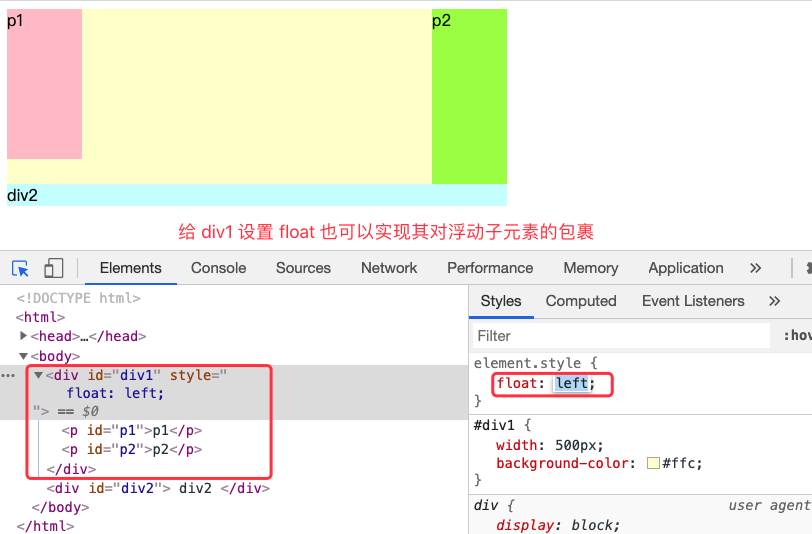 p1
p2
div2
给 div1 设置 float 也可以实现其对浮动子元素的包裹
Elements Console Sources Network Performance Memory Application »
<!DOCTYPE html>
<html>
<head>…</head>
<body>
<div id="div1" style="
float: left;
"> == $0
<p id="p1">p1</p>
<p id="p2">p2</p>
</div>
<div id="div2"> div2 </div>
</body>
</html>
Styles Computed Event Listeners »
Filter :hov
element.style {
float: left;
}
#div1 {
width: 500px;
background-color: #ffc;
}
div { user agent
display: block;